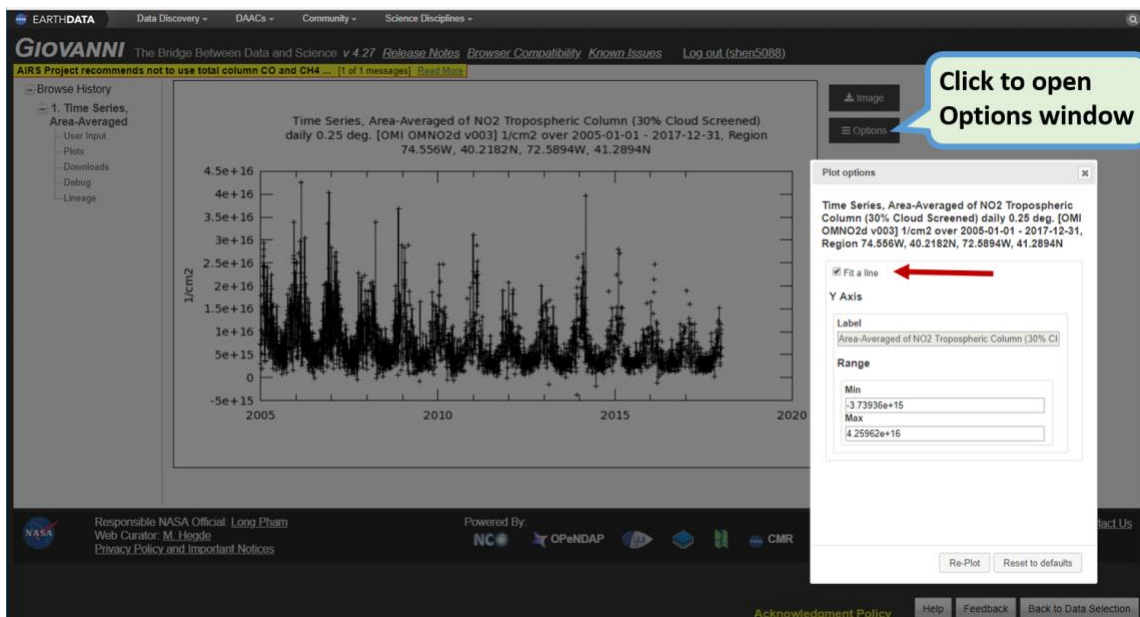 EARTHDATA
Data Discovery
DAACs
Community
Science Disciplines
GIOVANNI The Bridge Between Data and Science v 4.27 Release Notes Browser Compatibility Known Issues Log out (shen5088)
AIRS Project recommends not to use total column CO and CH4 ... [1 of 1 messages] Read More
Browse History
1. Time Series,
Area-Averaged
User Input
Plots
Downloads
Debug
Lineage
Time Series, Area-Averaged of NO2 Tropospheric Column (30% Cloud Screened)
daily 0.25 deg. [OMI OMNO2d v003] 1/cm2 over 2005-01-01 - 2017-12-31, Region
74.556W, 40.2182N, 72.5894W, 41.2894N
4.5e+16
4e+16
3.5e+16
3e+16
2.5e+16
2e+16
1.5e+16
1e+16
5e+15
0
-5e+15
1/cm2
2005
2010
2015
2020
Image
Options
Click to open
Options window
Plot options
Time Series, Area-Averaged of NO2 Tropospheric
Column (30% Cloud Screened) daily 0.25 deg. [OMI
OMNO2d v003] 1/cm2 over 2005-01-01 - 2017-12-31,
Region 74.556W, 40.2182N, 72.5894W, 41.2894N
Fit a line
Y Axis
Label
Area-Averaged of NO2 Tropospheric Column (30% Cl
Range
Min
-3.73936e+15
Max
4.25962e+16
Re-Plot
Reset to defaults
NASA
Responsible NASA Official: Long Pham
Web Curator: M. Hegde
Privacy Policy and Important Notices
Powered By:
NCO
OPeNDAP
CMR
tact Us
Acknowledgment Policy
Help
Feedback
Back to Data Selection